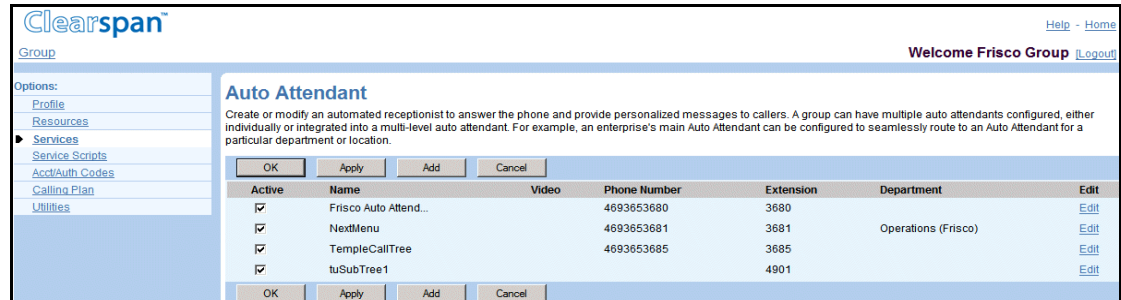 Clearspan™
Help - Home
Group
Welcome Frisco Group [Logout]
Options:
Profile
Resources
Services
Service Scripts
Acct/Auth Codes
Calling Plan
Utilities
Auto Attendant
Create or modify an automated receptionist to answer the phone and provide personalized messages to callers. A group can have multiple auto attendants configured, either
individually or integrated into a multi-level auto attendant. For example, an enterprise's main Auto Attendant can be configured to seamlessly route to an Auto Attendant for a
particular department or location.
OK Apply Add Cancel
Active Name Video Phone Number Extension Department Edit
Frisco Auto Attend... 4693653680 3680 Edit
NextMenu 4693653681 3681 Operations (Frisco) Edit
TempleCallTree 4693653685 3685 Edit
tuSubTree1 4901 Edit
OK Apply Add Cancel